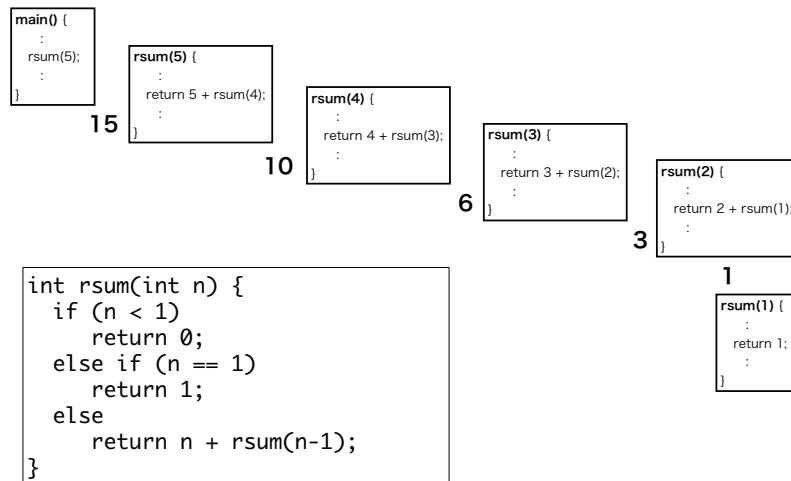 main() {
:
rsum(5);
:
}
15
rsum(5) {
:
return 5 + rsum(4);
:
}
10
rsum(4) {
:
return 4 + rsum(3);
:
}
6
rsum(3) {
:
return 3 + rsum(2);
:
}
3
rsum(2) {
:
return 2 + rsum(1);
:
}
1
rsum(1) {
:
return 1;
:
}
int rsum(int n) {
if (n < 1)
return 0;
else if (n == 1)
return 1;
else
return n + rsum(n-1);
}